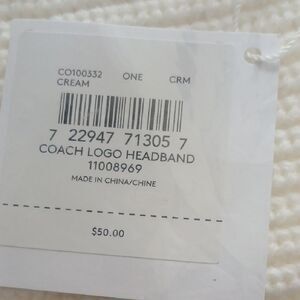 CO100332 ONE CRM
CREAM
7 22947 71305 7
COACH LOGO HEADBAND
11008969
MADE IN CHINA/CHINE
$50.00